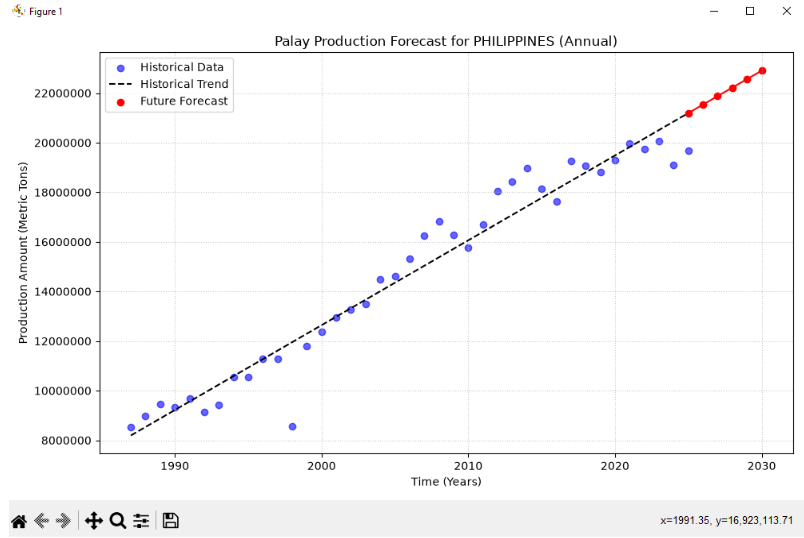 Figure 1
Palay Production Forecast for PHILIPPINES (Annual)
Historical Data
Historical Trend
Future Forecast
Production Amount (Metric Tons)
22000000
20000000
18000000
16000000
14000000
12000000
10000000
8000000
1990 2000 2010 2020 2030
Time (Years)
x=1991.35, y=16,923,113.71